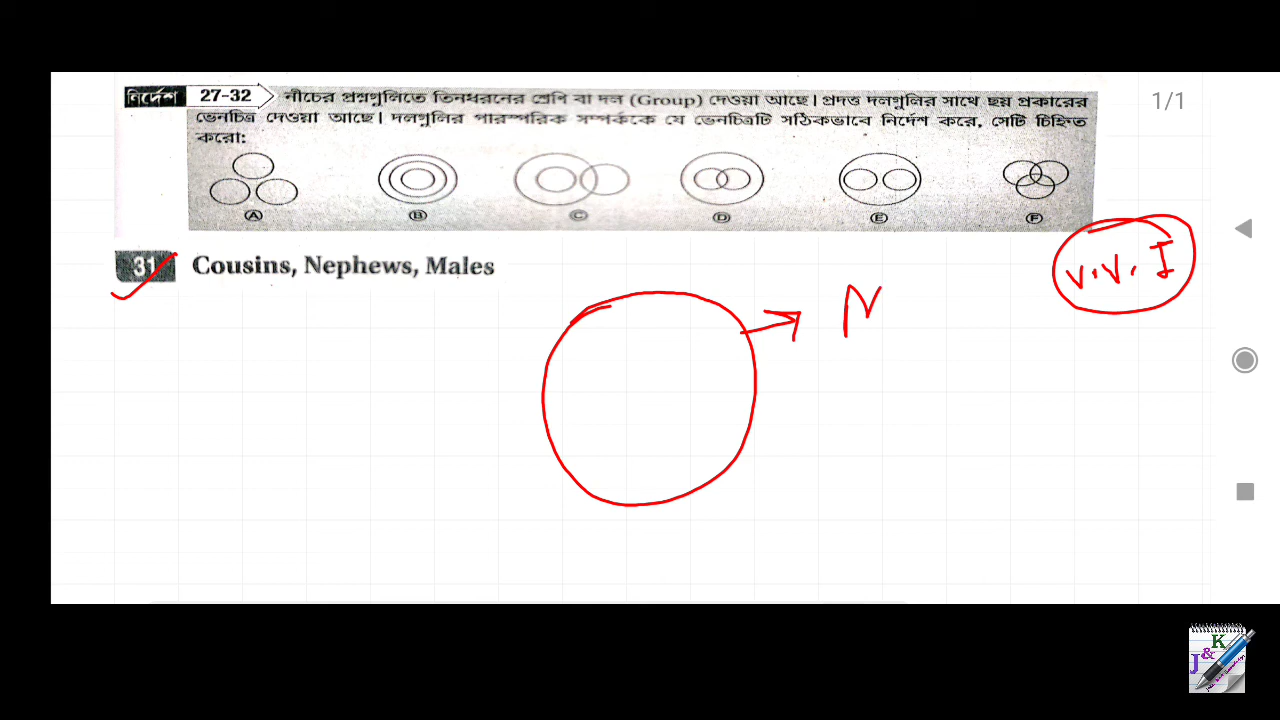 নির্দেশ 27-32 নীচের প্রশ্নগুলিতে তিনধরনের শ্রেণি বা দল (Group) দেওয়া আছে। প্রদত্ত দলগুলির সাথে ছয় প্রকারের
ভেনচিত্র দেওয়া আছে। দলগুলির পারস্পরিক সম্পর্ককে যে ভেনচিত্রটি সঠিকভাবে নির্দেশ করে, সেটি চিহ্নিত
করো:
1/1
A B C D E F
31 Cousins, Nephews, Males
V.V.I
N
J&K